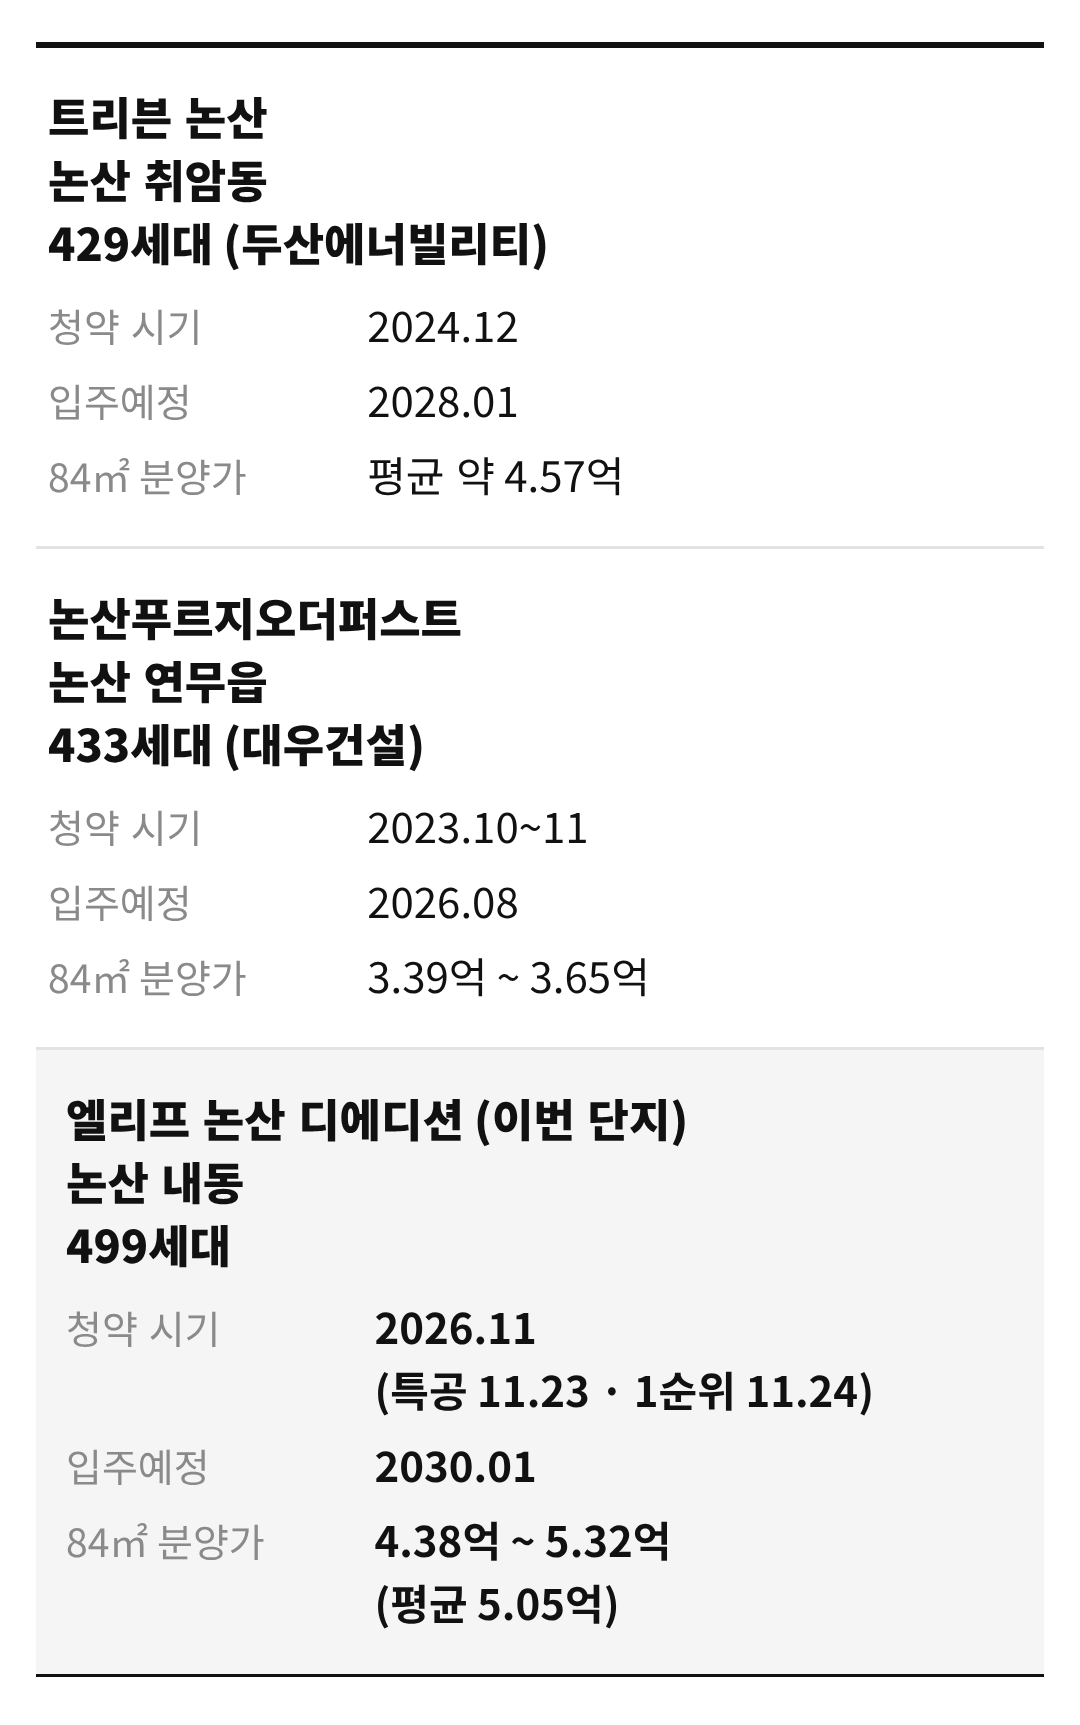 트리븐 논산
논산 취암동
429세대 (두산에너빌리티)
청약 시기 2024.12
입주예정 2028.01
84㎡ 분양가 평균 약 4.57억
논산푸르지오더퍼스트
논산 연무읍
433세대 (대우건설)
청약 시기 2023.10~11
입주예정 2026.08
84㎡ 분양가 3.39억 ~ 3.65억
엘리프 논산 디에디션 (이번 단지)
논산 내동
499세대
청약 시기 2026.11
(특공 11.23 · 1순위 11.24)
입주예정 2030.01
84㎡ 분양가 4.38억 ~ 5.32억
(평균 5.05억)